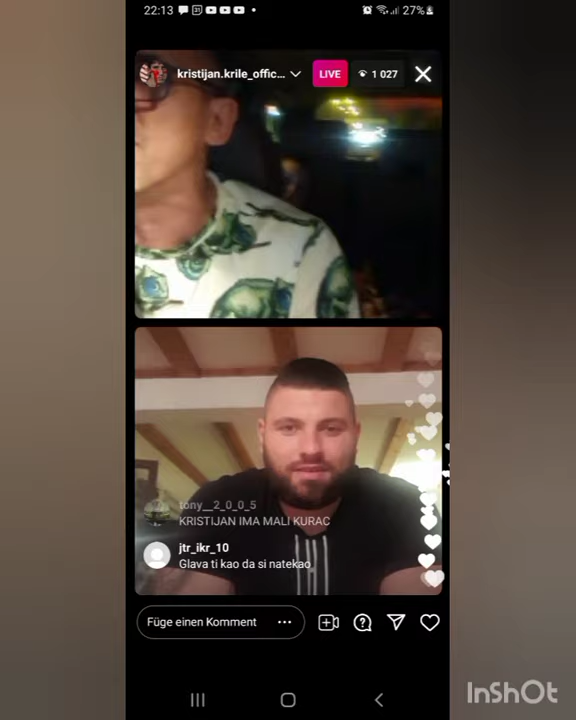 22:13
31
27%
kristijan.krile_offic...
LIVE
1 027
tony__2_0_0_5
KRISTIJAN IMA MALI KURAC
jtr_ikr_10
Glava ti kao da si natekao
Füge einen Komment
InShOt